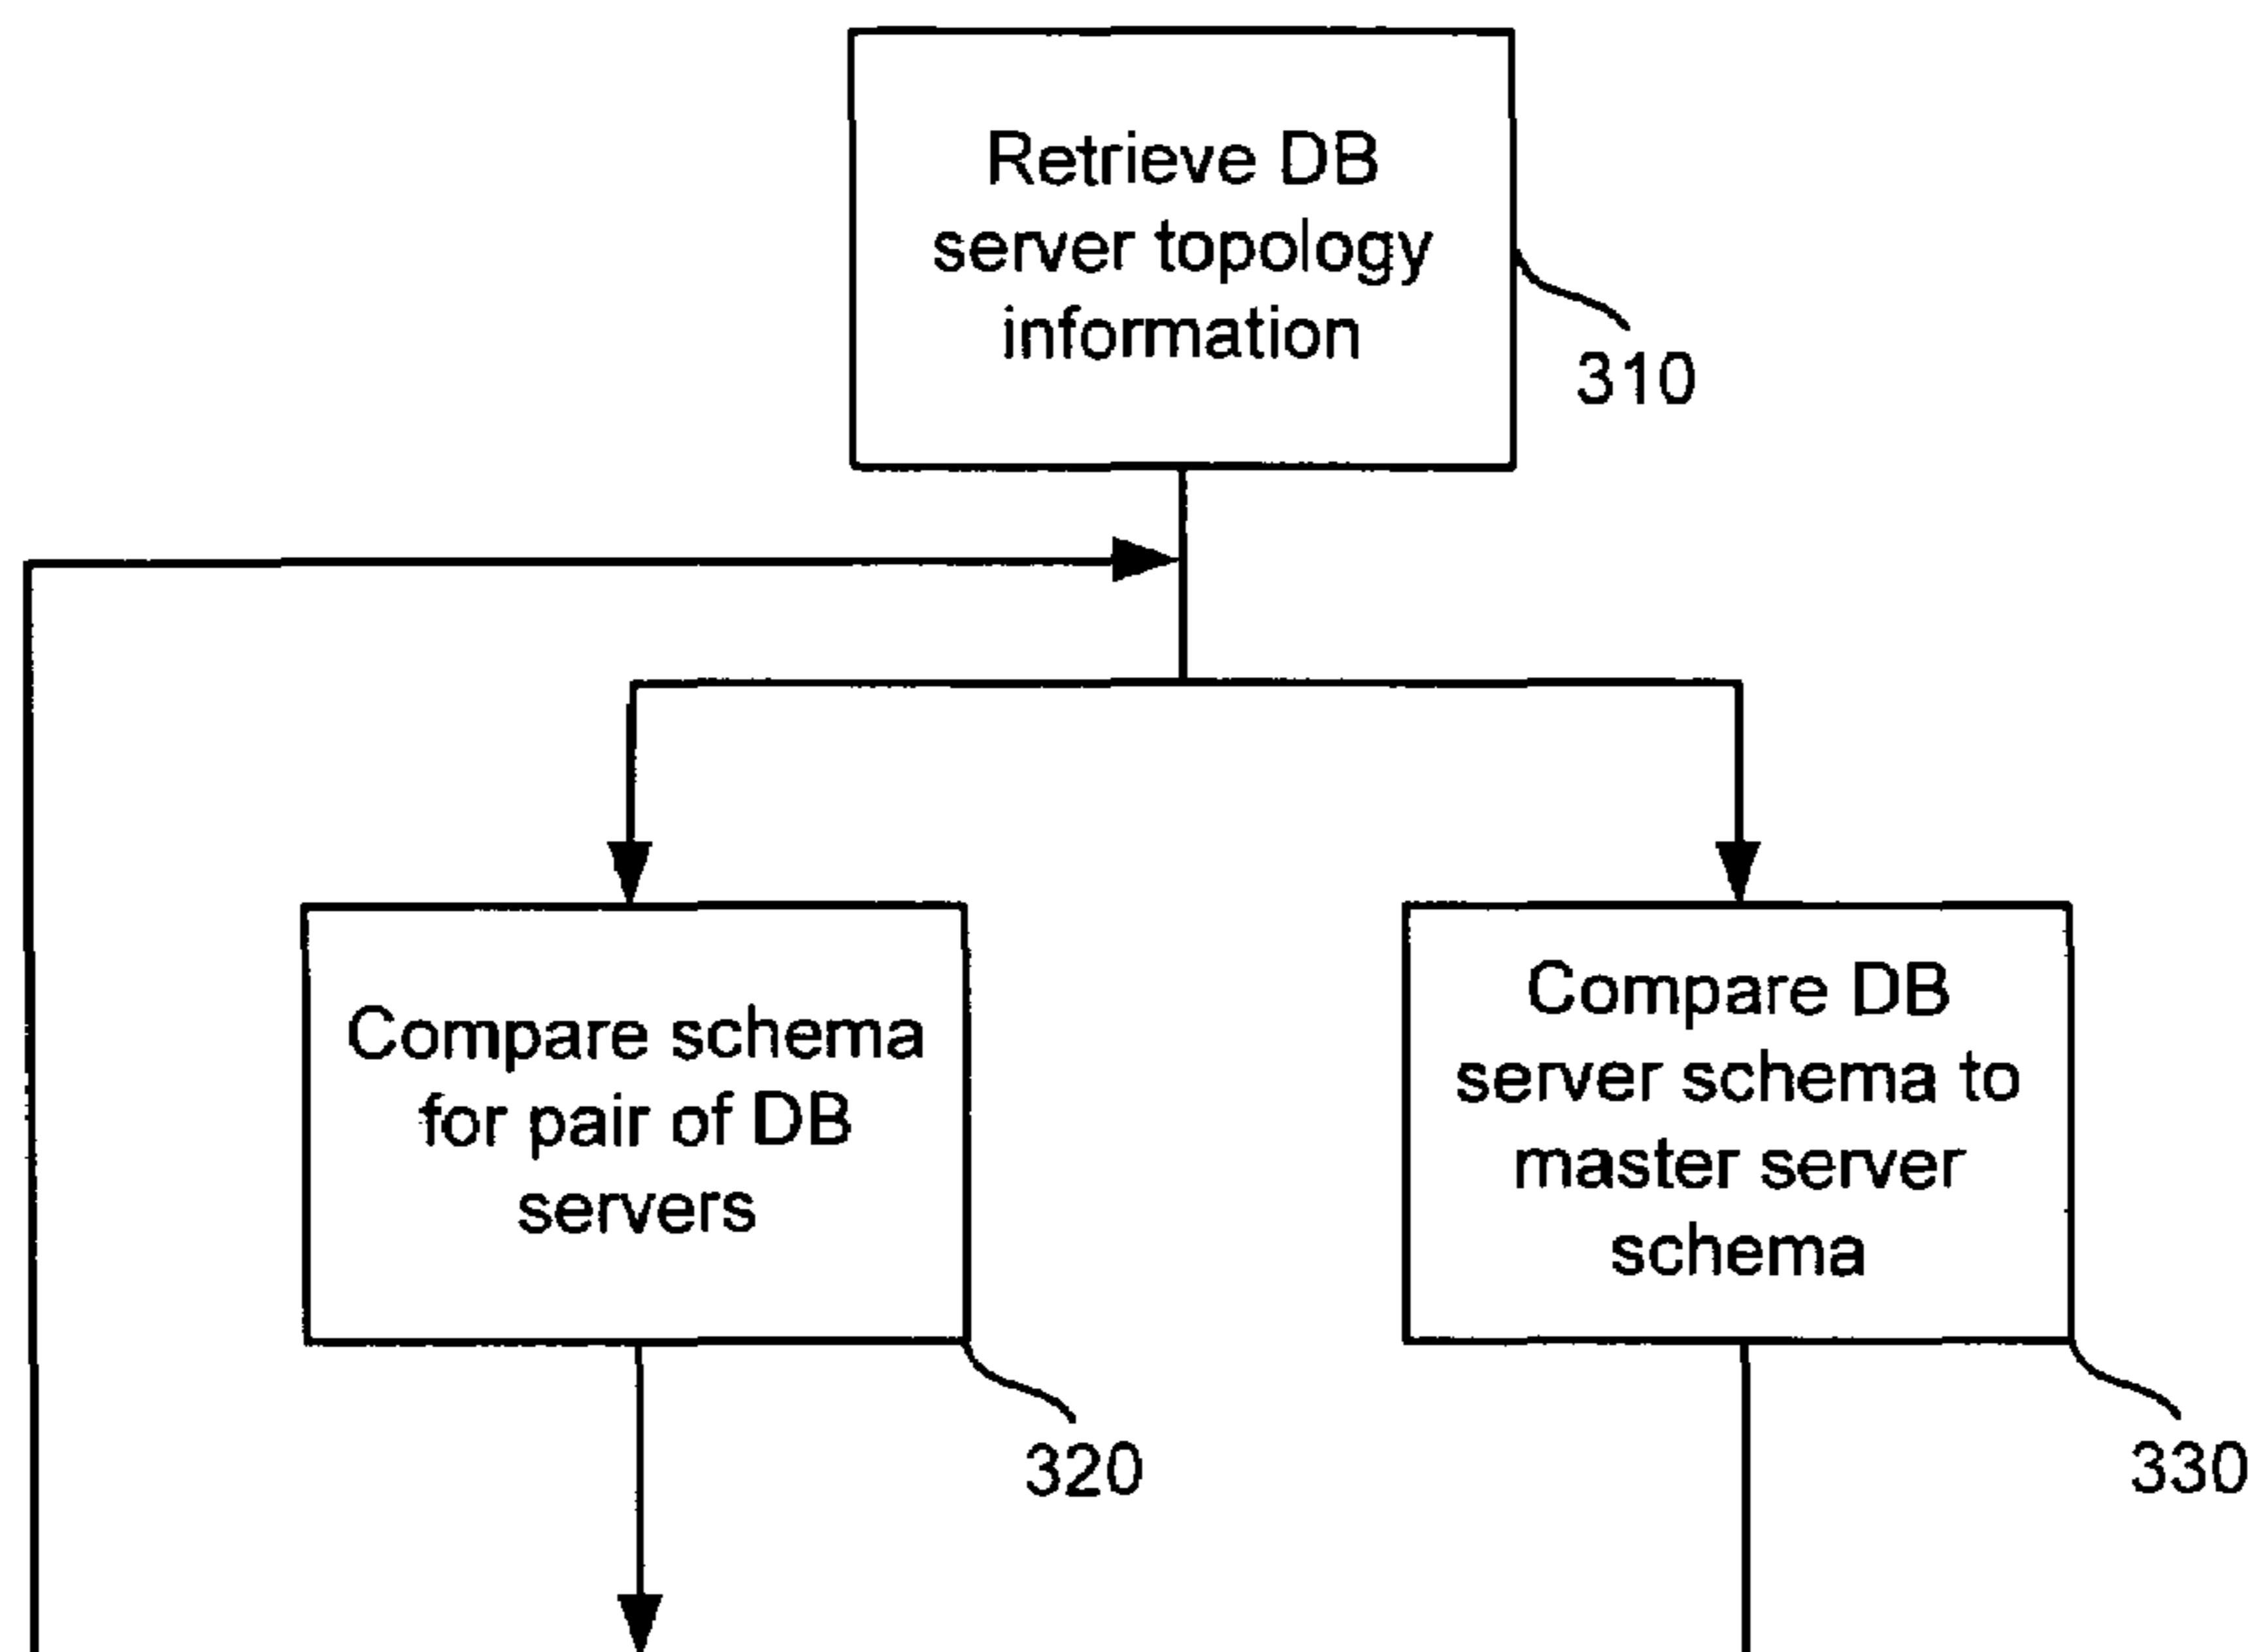 Retrieve DB
server topology
information
310
Compare schema
for pair of DB
servers
320
Compare DB
server schema to
master server
schema
330